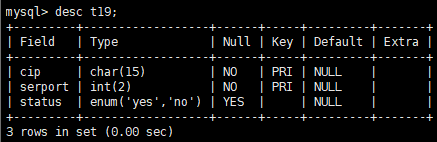 mysql> desc t19;
+---------+------------------+------+-----+---------+-------+
| Field   | Type             | Null | Key | Default | Extra |
+---------+------------------+------+-----+---------+-------+
| cip     | char(15)         | NO   | PRI | NULL    |       |
| serport | int(2)           | NO   | PRI | NULL    |       |
| status  | enum('yes','no') | YES  |     | NULL    |       |
+---------+------------------+------+-----+---------+-------+
3 rows in set (0.00 sec)